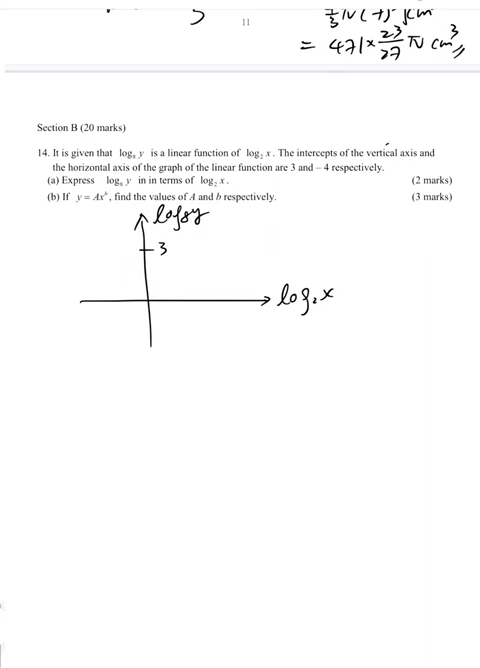 11
= 471 × 23/27 π cm³
Section B (20 marks)
14. It is given that log₈ y is a linear function of log₂ x. The intercepts of the vertical axis and
the horizontal axis of the graph of the linear function are 3 and – 4 respectively.
(a) Express log₈ y in in terms of log₂ x. (2 marks)
(b) If y = Axᵇ, find the values of A and b respectively. (3 marks)
log8y
3
log₂x